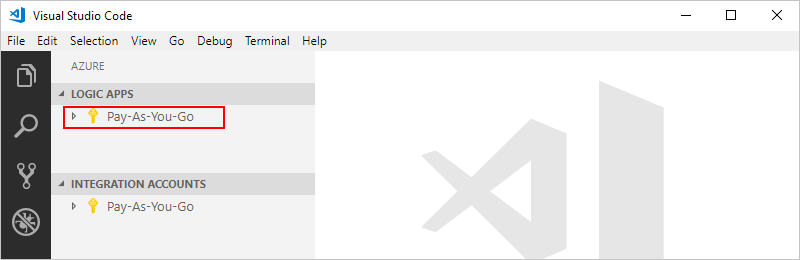 Visual Studio Code
File Edit Selection View Go Debug Terminal Help
AZURE
LOGIC APPS
Pay-As-You-Go
INTEGRATION ACCOUNTS
Pay-As-You-Go